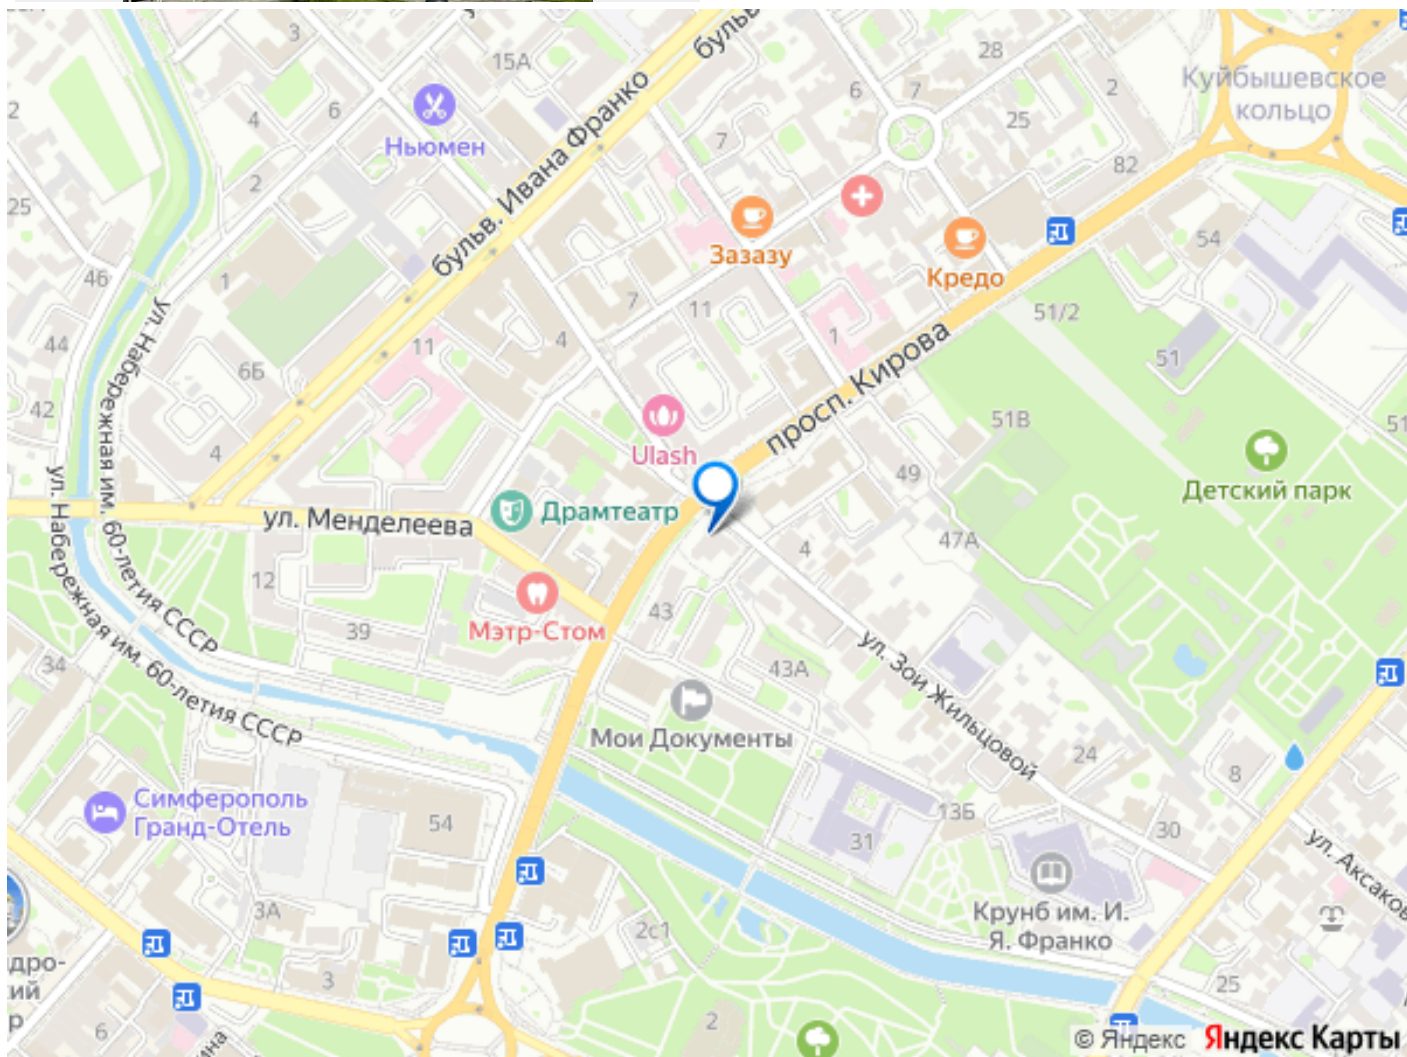 3
15А
28
2
Куйбышевское
кольцо
бульв. Ивана Франко
6
7
2
4
6
25
Ньюмен
7
82
2
25
54
Зазазу
Кредо
46
1
7
11
51/2
ул. Набережная им. 60-летия СССР
4
1
44
11
51
6Б
просп. Кирова
42
51В
Ulash
4
49
51
Детский парк
Драмтеатр
ул. Менделеева
47А
4
12
43
39
Мэтр-Стом
ул. Набережная им. 60-летия СССР
34
43А
ул. Зои Жильцовой
Мои Документы
24
8
Симферополь
Гранд-Отель
54
13Б
30
31
ул. Аксаков
3А
Крунб им. И.
Я. Франко
2с1
дро-
ий
р
3
25
6
2
ина
© Яндекс Яндекс Карты